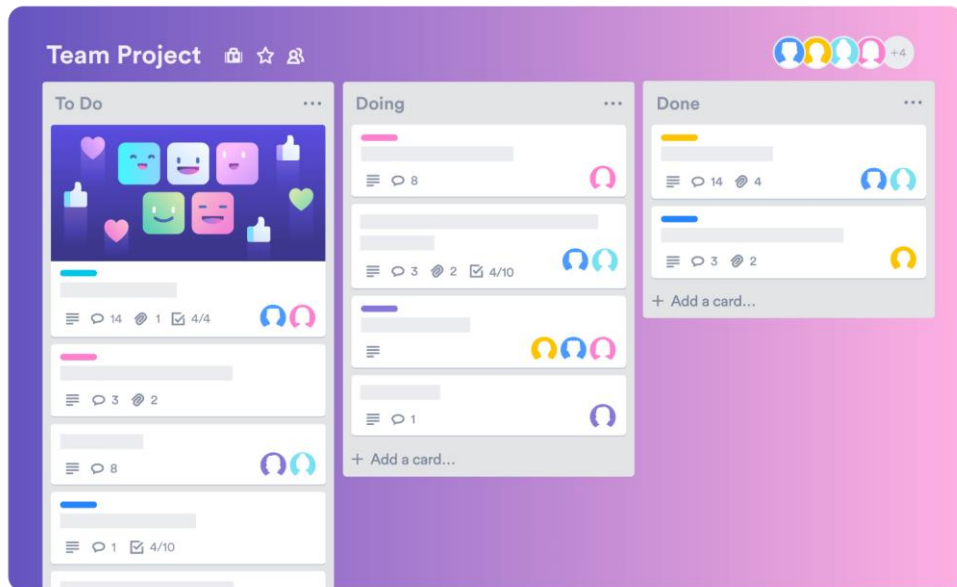 Team Project
+4
To Do
14 1 4/4
3 2
8
1 4/10
Doing
8
3 2 4/10
1
+ Add a card...
Done
14 4
3 2
+ Add a card...